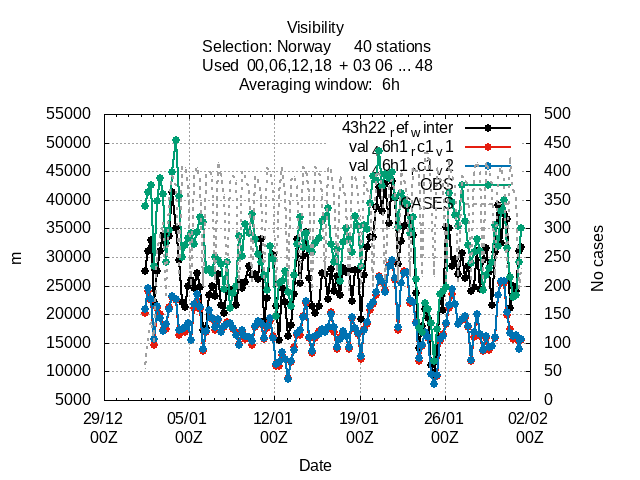 Visibility
Selection: Norway 40 stations
Used 00,06,12,18 + 03 06 ... 48
Averaging window: 6h
55000
50000
45000
40000
35000
30000
25000
20000
15000
10000
5000
m
500
450
400
350
300
250
200
150
100
50
0
No cases
43h22_ref_winter
val_46h1_rc1_v1
val_46h1_rc1_v2
OBS
CASES
29/12 00Z
05/01 00Z
12/01 00Z
19/01 00Z
26/01 00Z
02/02 00Z
Date